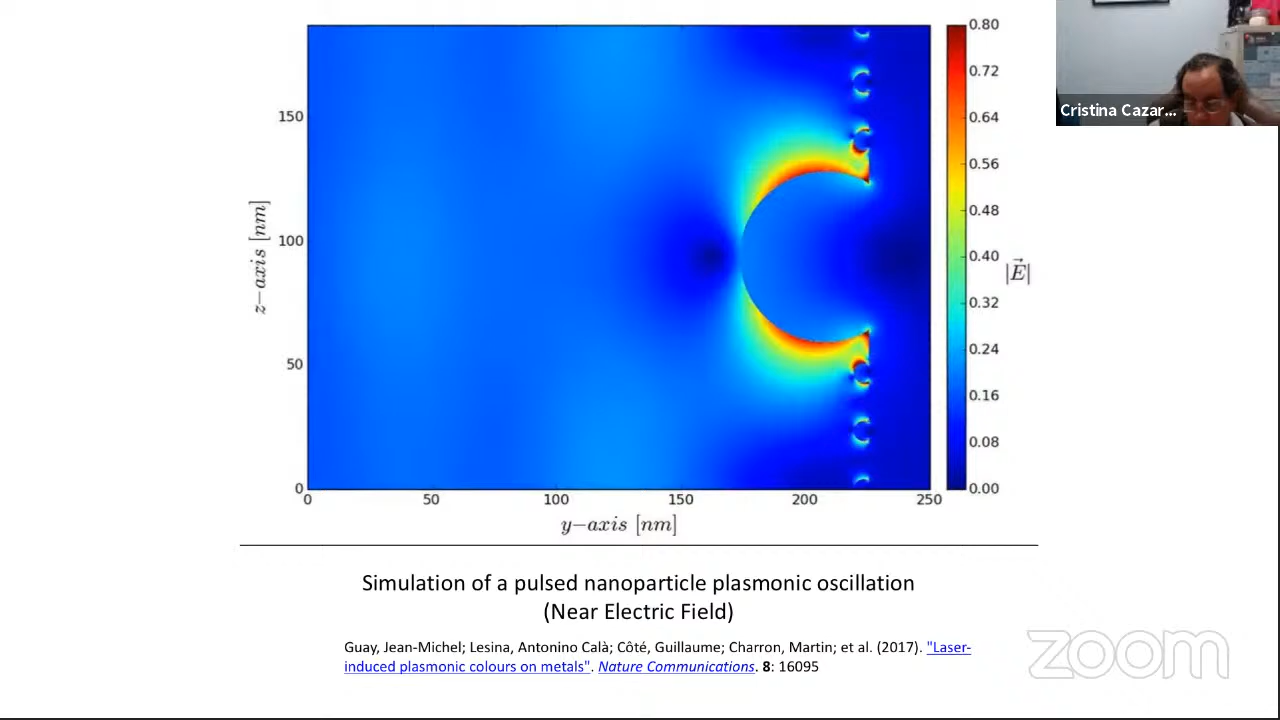 0.80
0.72
0.64
0.56
0.48
0.40
0.32
0.24
0.16
0.08
0.00
|E⃗|
150
100
50
0
z−axis [nm]
0 50 100 150 200 250
y−axis [nm]
Cristina Cazar...
Simulation of a pulsed nanoparticle plasmonic oscillation
(Near Electric Field)
Guay, Jean-Michel; Lesina, Antonino Calà; Côté, Guillaume; Charron, Martin; et al. (2017). "Laser-
induced plasmonic colours on metals". Nature Communications. 8: 16095
zoom